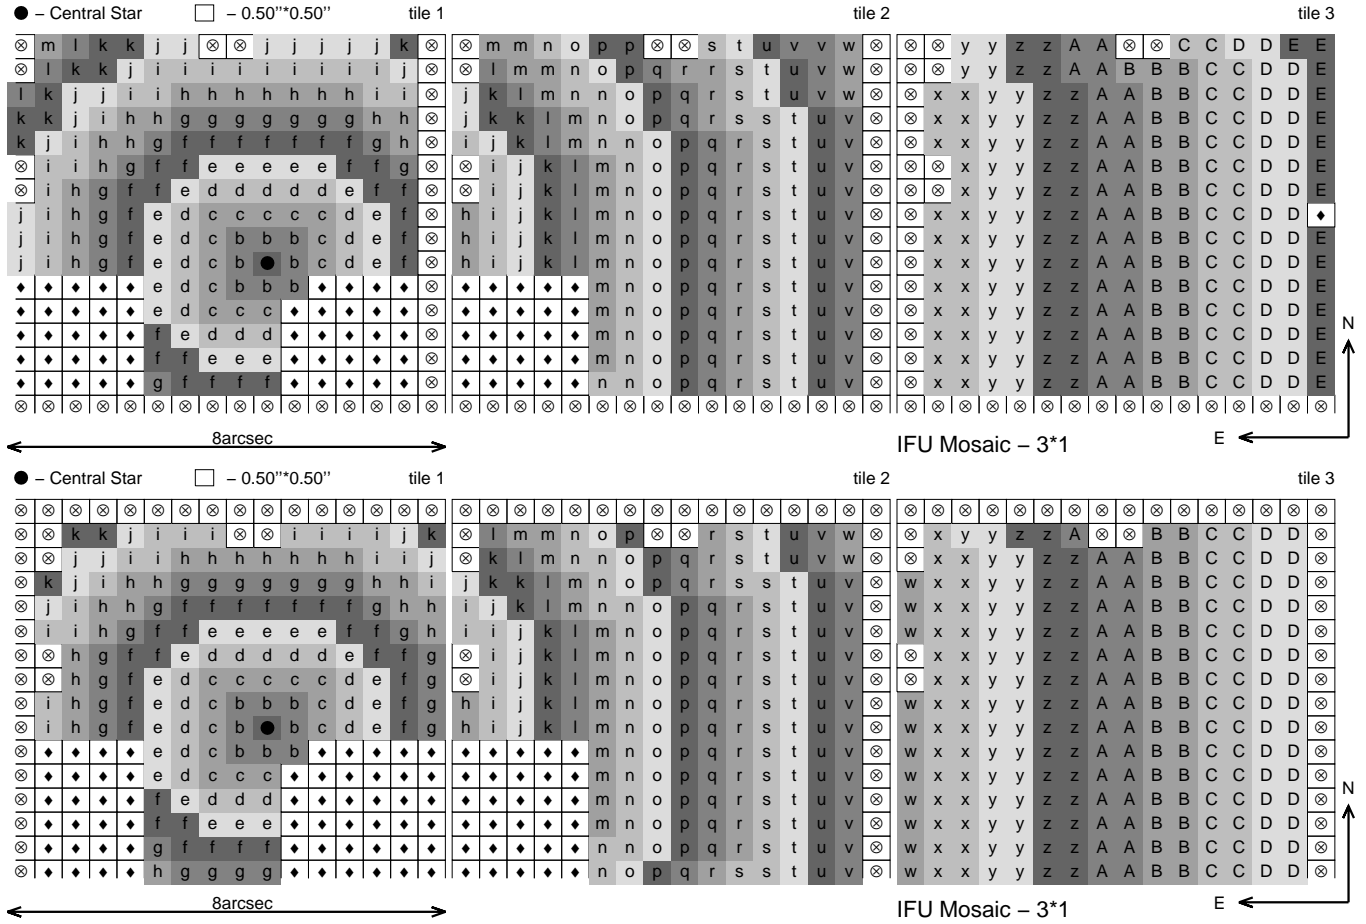 ● – Central Star □ – 0.50''*0.50'' tile 1 tile 2 tile 3
⊗ m l k k j j ⊗ ⊗ j j j j j k ⊗ ⊗ m m n o p p ⊗ ⊗ s t u v v w ⊗ ⊗ ⊗ y y z z A A ⊗ ⊗ C C D D E E
⊗ l k k j i i i i i i i i i j ⊗ ⊗ l m m n o p q r r s t u v w ⊗ ⊗ ⊗ y y z z A A B B B C C D D E
l k j j i i h h h h h h h i i ⊗ j k l m n n o p q r s t u v w ⊗ ⊗ x x y y z z A A B B C C D D E
k k j i h h g g g g g g g h h ⊗ j k k l m n o p q r s s t u v ⊗ ⊗ x x y y z z A A B B C C D D E
k j i h h g f f f f f f f g h ⊗ i j k l m n n o p q r s t u v ⊗ ⊗ x x y y z z A A B B C C D D E
⊗ i i h g f f e e e e e f f g ⊗ ⊗ i j k l m n o p q r s t u v ⊗ ⊗ ⊗ x y y z z A A B B C C D D E
⊗ i h g f f e d d d d d e f f ⊗ ⊗ i j k l m n o p q r s t u v ⊗ ⊗ ⊗ x y y z z A A B B C C D D E
j i h g f e d c c c c c d e f ⊗ h i j k l m n o p q r s t u v ⊗ ⊗ x x y y z z A A B B C C D D ♦
j i h g f e d c b b b c d e f ⊗ h i j k l m n o p q r s t u v ⊗ ⊗ x x y y z z A A B B C C D D E
j i h g f e d c b ● b c d e f ⊗ h i j k l m n o p q r s t u v ⊗ ⊗ x x y y z z A A B B C C D D E
♦ ♦ ♦ ♦ ♦ e d c b b b ♦ ♦ ♦ ♦ ⊗ ♦ ♦ ♦ ♦ ♦ m n o p q r s t u v ⊗ ⊗ x x y y z z A A B B C C D D E
♦ ♦ ♦ ♦ ♦ e d c c c ♦ ♦ ♦ ♦ ♦ ⊗ ♦ ♦ ♦ ♦ ♦ m n o p q r s t u v ⊗ ⊗ x x y y z z A A B B C C D D E
♦ ♦ ♦ ♦ ♦ f e d d d ♦ ♦ ♦ ♦ ♦ ⊗ ♦ ♦ ♦ ♦ ♦ m n o p q r s t u v ⊗ ⊗ x x y y z z A A B B C C D D E
♦ ♦ ♦ ♦ ♦ f f e e e ♦ ♦ ♦ ♦ ♦ ⊗ ♦ ♦ ♦ ♦ ♦ m n o p q r s t u v ⊗ ⊗ x x y y z z A A B B C C D D E
♦ ♦ ♦ ♦ ♦ g f f f f ♦ ♦ ♦ ♦ ♦ ⊗ ♦ ♦ ♦ ♦ ♦ n n o p q r s t u v ⊗ ⊗ x x y y z z A A B B C C D D E
⊗ ⊗ ⊗ ⊗ ⊗ ⊗ ⊗ ⊗ ⊗ ⊗ ⊗ ⊗ ⊗ ⊗ ⊗ ⊗ ⊗ ⊗ ⊗ ⊗ ⊗ ⊗ ⊗ ⊗ ⊗ ⊗ ⊗ ⊗ ⊗ ⊗ ⊗ ⊗ ⊗ ⊗ ⊗ ⊗ ⊗ ⊗ ⊗ ⊗ ⊗ ⊗ ⊗ ⊗ ⊗ ⊗ ⊗ ⊗
N
8arcsec
IFU Mosaic – 3*1
E
● – Central Star □ – 0.50''*0.50'' tile 1 tile 2 tile 3
⊗ ⊗ ⊗ ⊗ ⊗ ⊗ ⊗ ⊗ ⊗ ⊗ ⊗ ⊗ ⊗ ⊗ ⊗ ⊗ ⊗ ⊗ ⊗ ⊗ ⊗ ⊗ ⊗ ⊗ ⊗ ⊗ ⊗ ⊗ ⊗ ⊗ ⊗ ⊗ ⊗ ⊗ ⊗ ⊗ ⊗ ⊗ ⊗ ⊗ ⊗ ⊗ ⊗ ⊗ ⊗ ⊗ ⊗ ⊗
⊗ ⊗ k k j i i i ⊗ ⊗ i i i i j k ⊗ l m m n o p ⊗ ⊗ r s t u v w ⊗ ⊗ x y y z z A ⊗ ⊗ B B C C D D ⊗
⊗ ⊗ j j i i h h h h h h h i i j ⊗ k l m n n o p q r s t u v w ⊗ ⊗ x x y y z z A A B B C C D D ⊗
⊗ k j i h h g g g g g g g h h i j k k l m n o p q r s s t u v ⊗ w x x y y z z A A B B C C D D ⊗
⊗ j i h h g f f f f f f f g h h i j k l m n n o p q r s t u v ⊗ w x x y y z z A A B B C C D D ⊗
⊗ i i h g f f e e e e e f f g h i i j k l m n o p q r s t u v ⊗ w x x y y z z A A B B C C D D ⊗
⊗ ⊗ h g f f e d d d d d e f f g ⊗ i j k l m n o p q r s t u v ⊗ ⊗ x x y y z z A A B B C C D D ⊗
⊗ ⊗ h g f e d c c c c c d e f g ⊗ i j k l m n o p q r s t u v ⊗ ⊗ x x y y z z A A B B C C D D ⊗
⊗ i h g f e d c b b b c d e f g h i j k l m n o p q r s t u v ⊗ w x x y y z z A A B B C C D D ⊗
⊗ i h g f e d c b ● b c d e f g h i j k l m n o p q r s t u v ⊗ w x x y y z z A A B B C C D D ⊗
⊗ ♦ ♦ ♦ ♦ e d c b b b ♦ ♦ ♦ ♦ ♦ ♦ ♦ ♦ ♦ ♦ m n o p q r s t u v ⊗ w x x y y z z A A B B C C D D ⊗
⊗ ♦ ♦ ♦ ♦ e d c c c ♦ ♦ ♦ ♦ ♦ ♦ ♦ ♦ ♦ ♦ ♦ m n o p q r s t u v ⊗ w x x y y z z A A B B C C D D ⊗
⊗ ♦ ♦ ♦ ♦ f e d d d ♦ ♦ ♦ ♦ ♦ ♦ ♦ ♦ ♦ ♦ ♦ m n o p q r s t u v ⊗ w x x y y z z A A B B C C D D ⊗
⊗ ♦ ♦ ♦ ♦ f f e e e ♦ ♦ ♦ ♦ ♦ ♦ ♦ ♦ ♦ ♦ ♦ m n o p q r s t u v ⊗ w x x y y z z A A B B C C D D ⊗
⊗ ♦ ♦ ♦ ♦ g f f f f ♦ ♦ ♦ ♦ ♦ ♦ ♦ ♦ ♦ ♦ ♦ n n o p q r s t u v ⊗ w x x y y z z A A B B C C D D ⊗
⊗ ♦ ♦ ♦ ♦ h g g g g ♦ ♦ ♦ ♦ ♦ ♦ ♦ ♦ ♦ ♦ ♦ n o p q r s s t u v ⊗ w x x y y z z A A B B C C D D ⊗
N
8arcsec
IFU Mosaic – 3*1
E